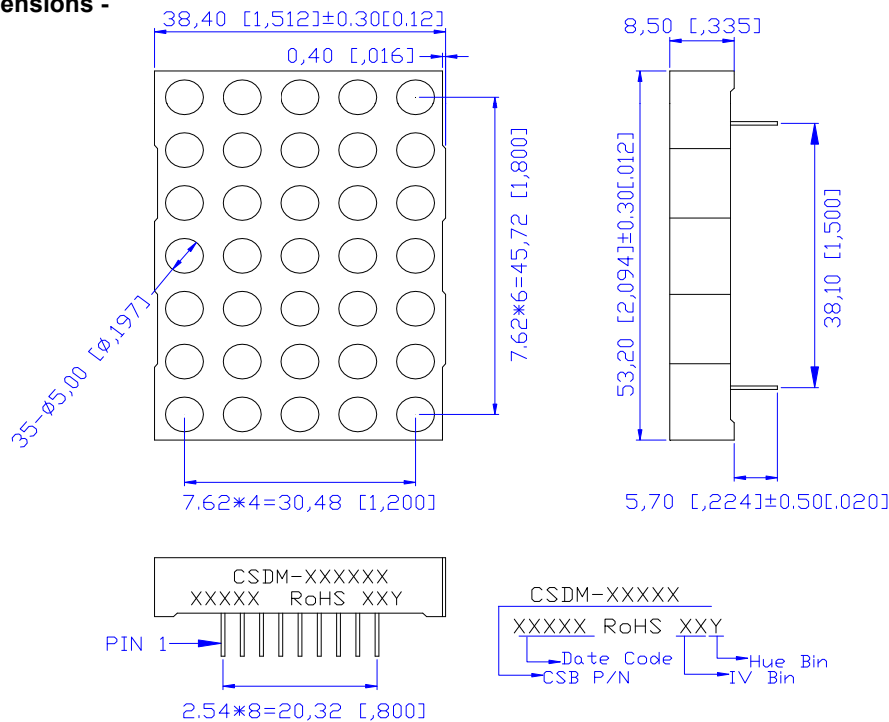 ensions -
38,40 [1,512]±0.30[0.12]
0,40 [,016]
8,50 [,335]
7.62*6=45,72 [1,800]
53,20 [2,094]±0.30[.012]
38,10 [1,500]
35-ø5,00 [ø,197]
7.62*4=30,48 [1,200]
5,70 [,224]±0.50[.020]
CSDM-XXXXXX
XXXXX RoHS XXY
PIN 1
2.54*8=20,32 [,800]
CSDM-XXXXX
XXXXX RoHS XXY
Date Code
Hue Bin
CSB P/N
IV Bin